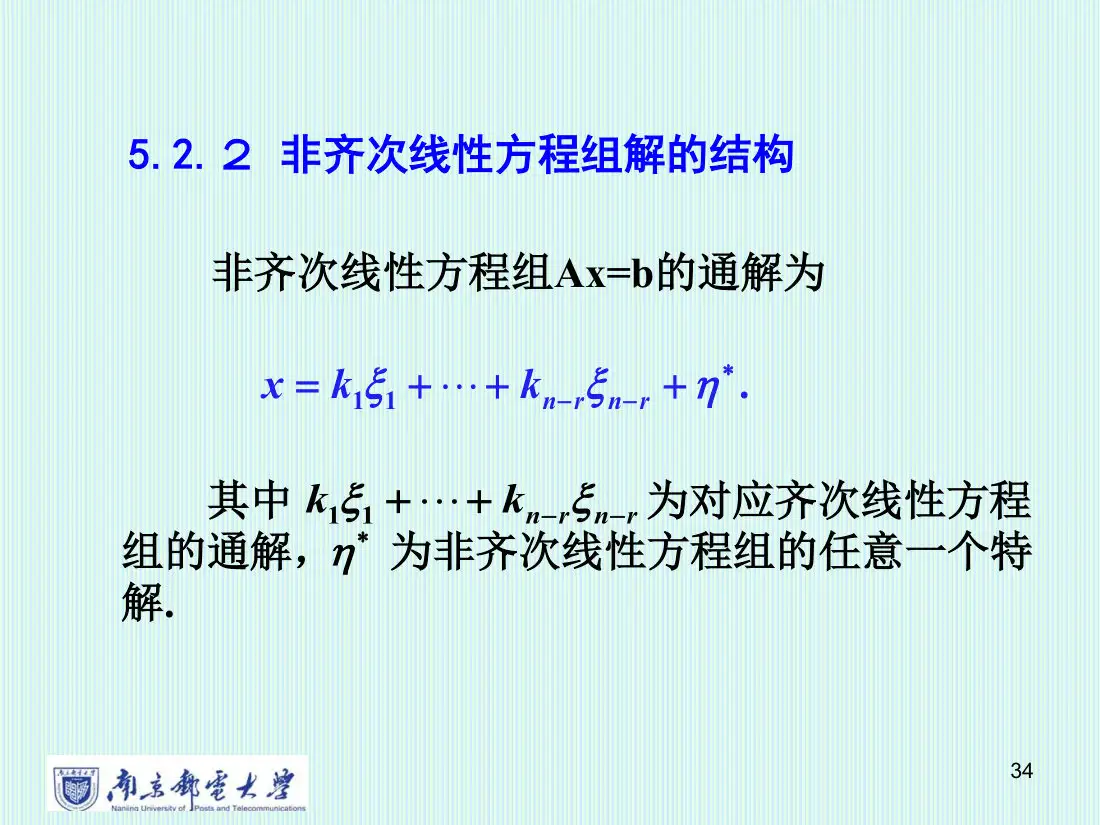 5.2.2 非齐次线性方程组解的结构
非齐次线性方程组Ax=b的通解为
x = k₁ξ₁ + ⋯ + kₙ₋ᵣξₙ₋ᵣ + η*.
其中 k₁ξ₁ + ⋯ + kₙ₋ᵣξₙ₋ᵣ 为对应齐次线性方程
组的通解，η* 为非齐次线性方程组的任意一个特
解.
南京郵電大學
Nanjing University of Posts and Telecommunications
34